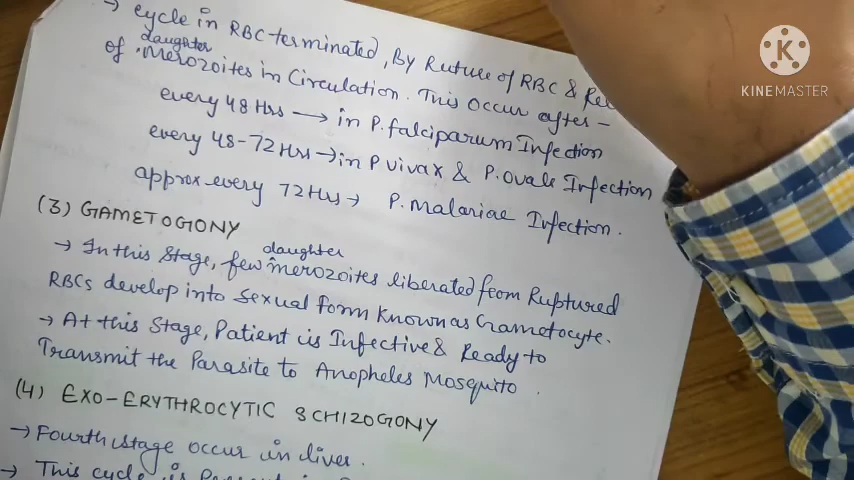 → cycle in RBC terminated, By Ruture of RBC &
of daughter Merozoites in Circulation. This occur after –
every 48 Hrs → in P. falciparum Infection
every 48-72 Hrs → in P vivax & P. Ovale Infection
approx every 72 Hrs → P. Malariae Infection.
(3) GAMETOGONY
→ In this Stage, few daughter merozoites liberated from Ruptured
RBCs develop into Sexual form Known as Gametocyte.
→ At this Stage, Patient is Infective & Ready to
Transmit the Parasite to Anopheles Mosquito.
(4) EXO-ERYTHROCYTIC SCHIZOGONY
→ Fourth stage occur in liver.
→ This cycle is
KINEMASTER